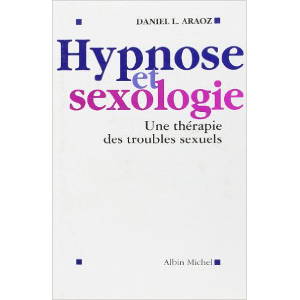 DANIEL L. ARAOZ
Hypnose
et
sexologie
Une thérapie
des troubles sexuels
Albin Michel